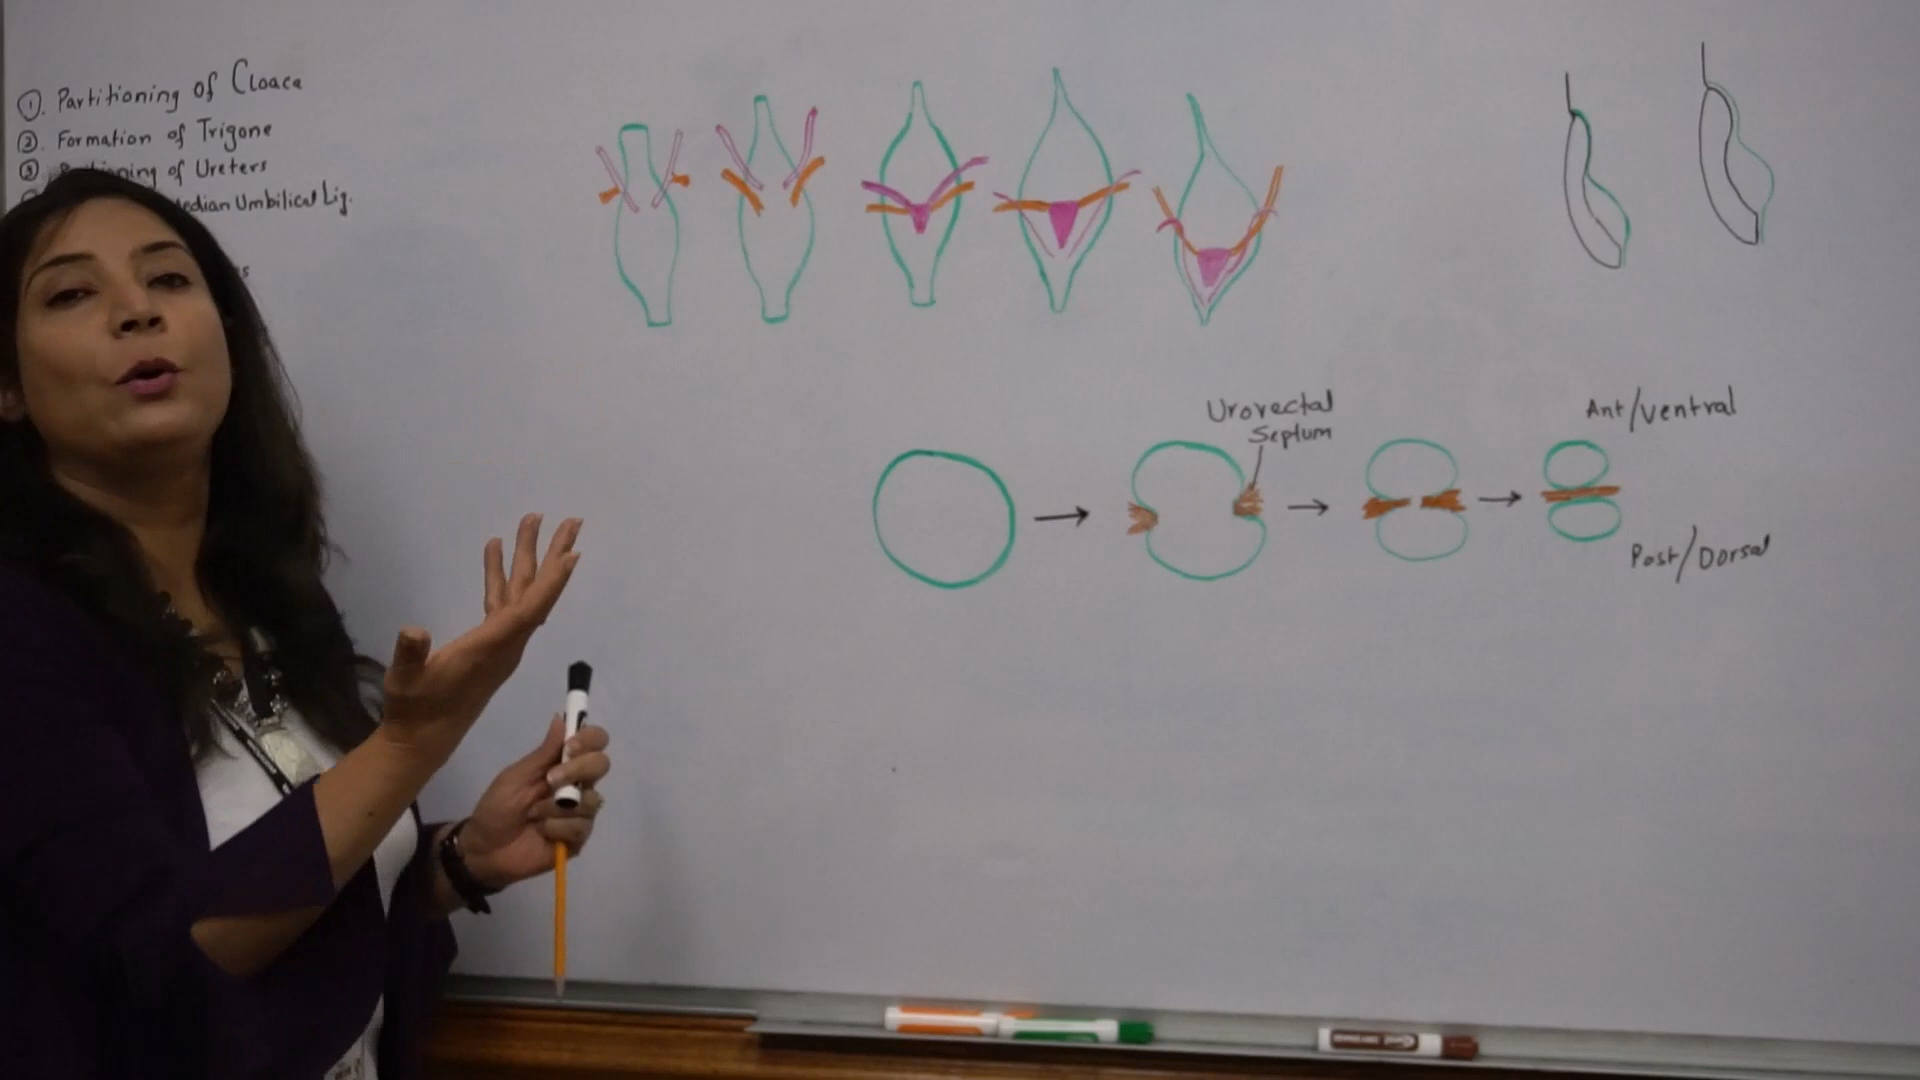 ① Partitioning of Cloaca
② Formation of Trigone
③ of Ureters
Umbilical Lig.
Urorectal
Septum
Ant/Ventral
Post/Dorsal